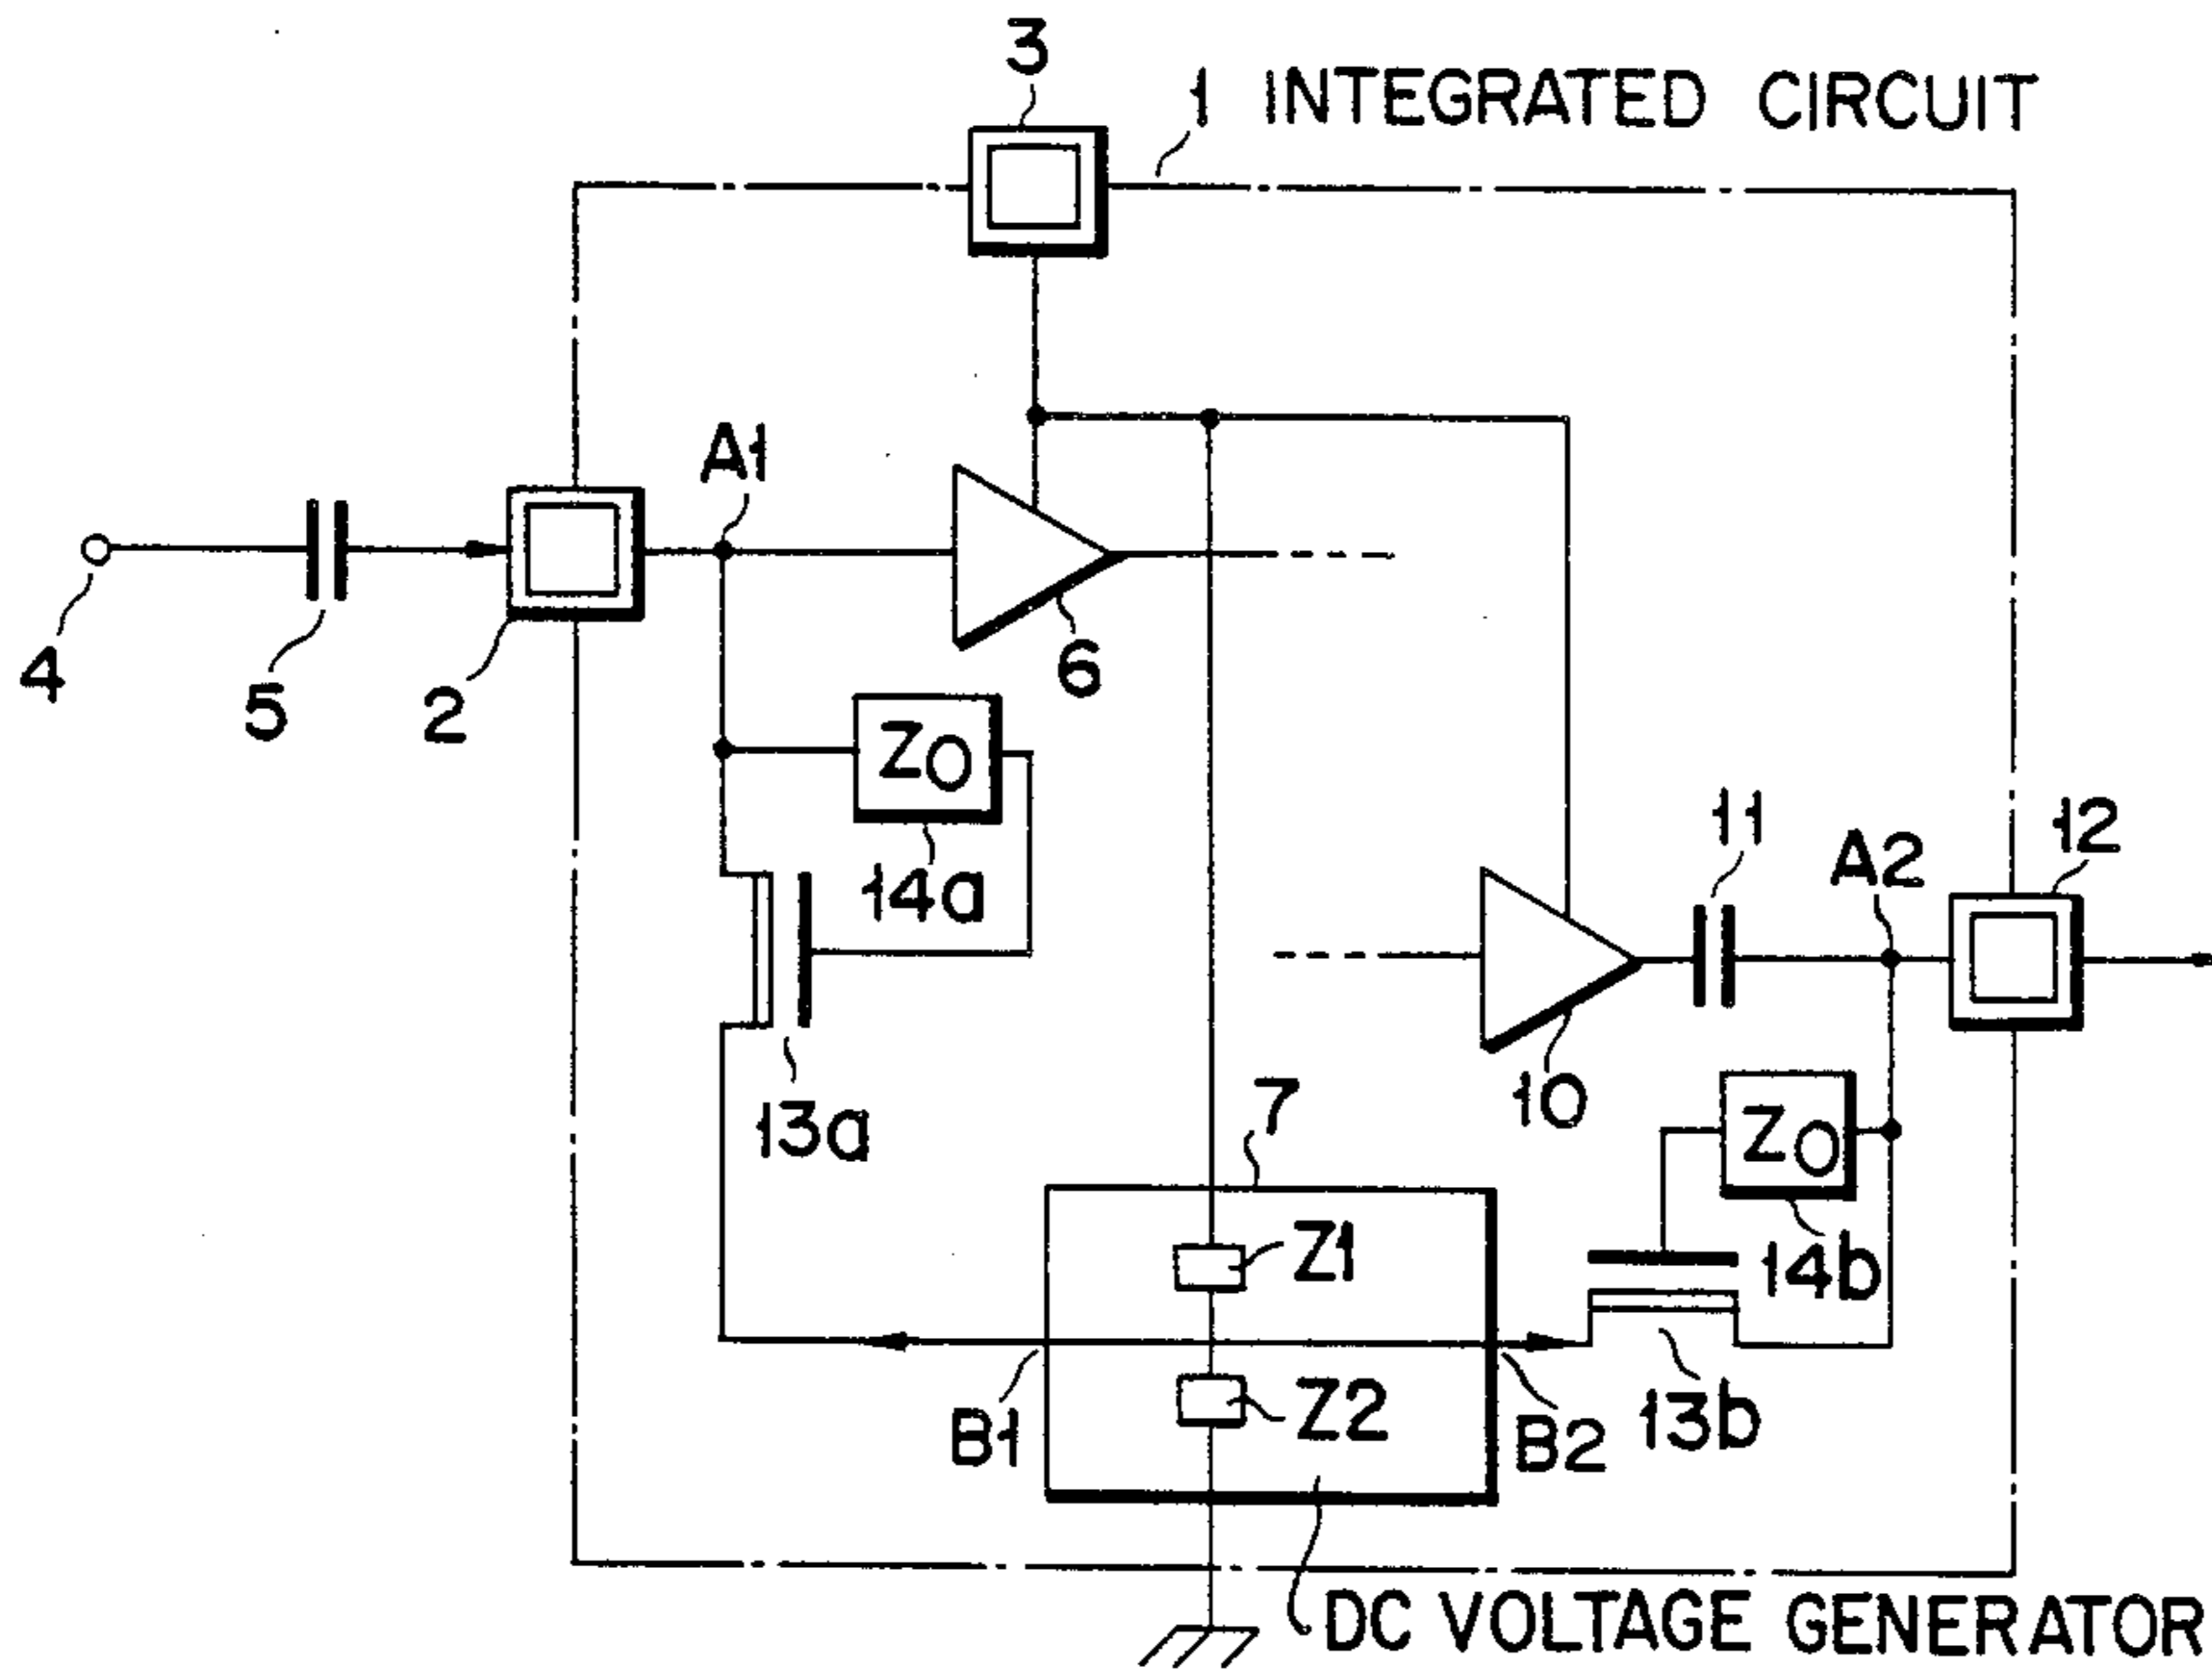 3
1 INTEGRATED CIRCUIT
A1
4
5
2
6
Z0
14a
11
A2
12
13a
7
10
Z0
Z1
14b
B1
Z2
B2
13b
DC VOLTAGE GENERATOR